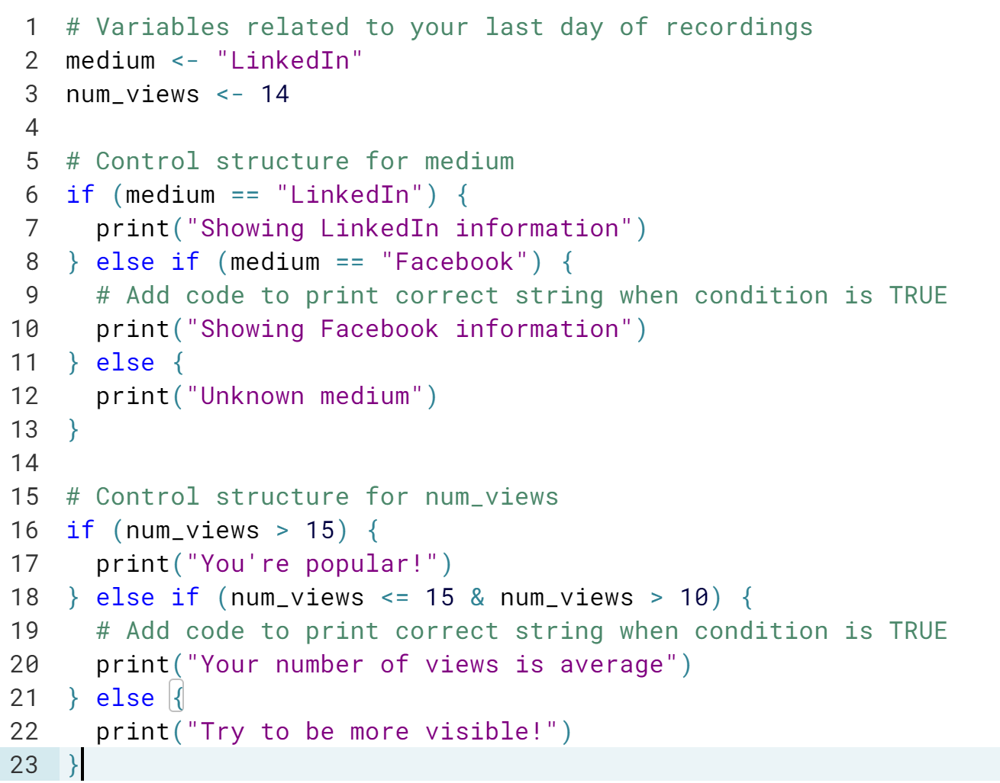 1 # Variables related to your last day of recordings
2 medium <- "LinkedIn"
3 num_views <- 14
4
5 # Control structure for medium
6 if (medium == "LinkedIn") {
7   print("Showing LinkedIn information")
8 } else if (medium == "Facebook") {
9   # Add code to print correct string when condition is TRUE
10   print("Showing Facebook information")
11 } else {
12   print("Unknown medium")
13 }
14
15 # Control structure for num_views
16 if (num_views > 15) {
17   print("You're popular!")
18 } else if (num_views <= 15 & num_views > 10) {
19   # Add code to print correct string when condition is TRUE
20   print("Your number of views is average")
21 } else {
22   print("Try to be more visible!")
23 }